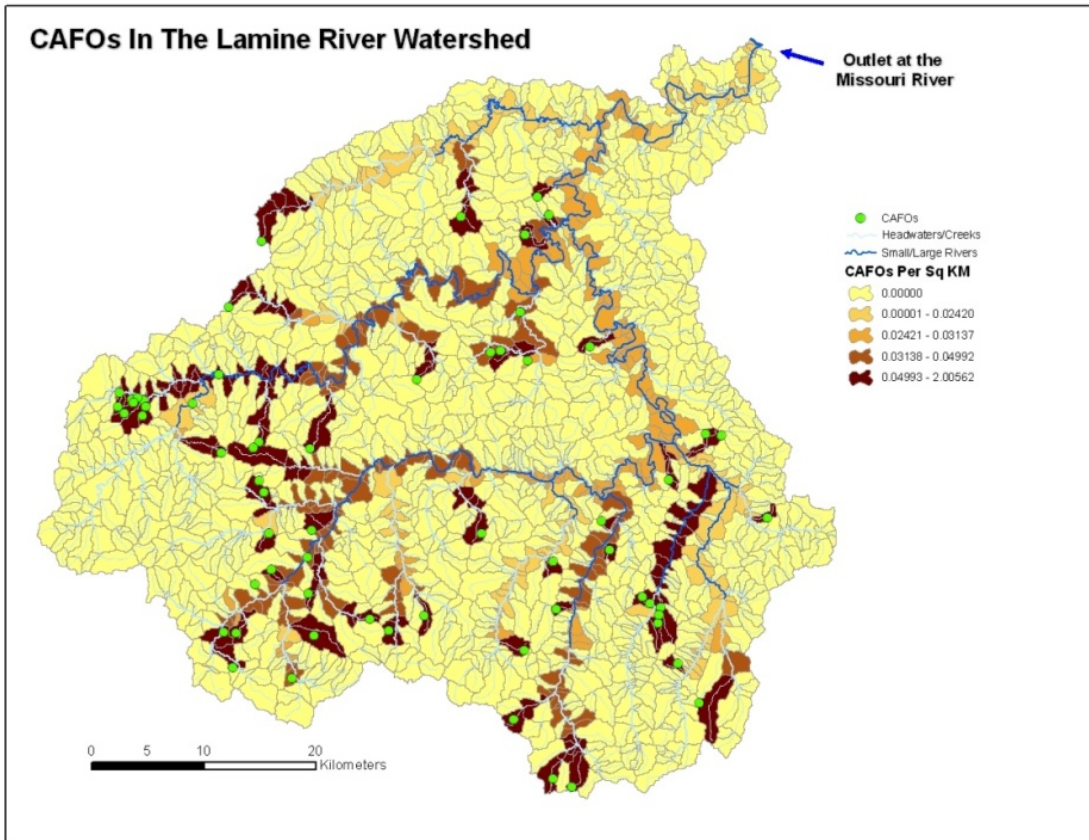 CAFOs In The Lamine River Watershed
Outlet at the
Missouri River
CAFOs
Headwaters/Creeks
Small/Large Rivers
CAFOs Per Sq KM
0.00000
0.00001 - 0.02420
0.02421 - 0.03137
0.03138 - 0.04992
0.04993 - 2.00562
0 5 10 20
Kilometers